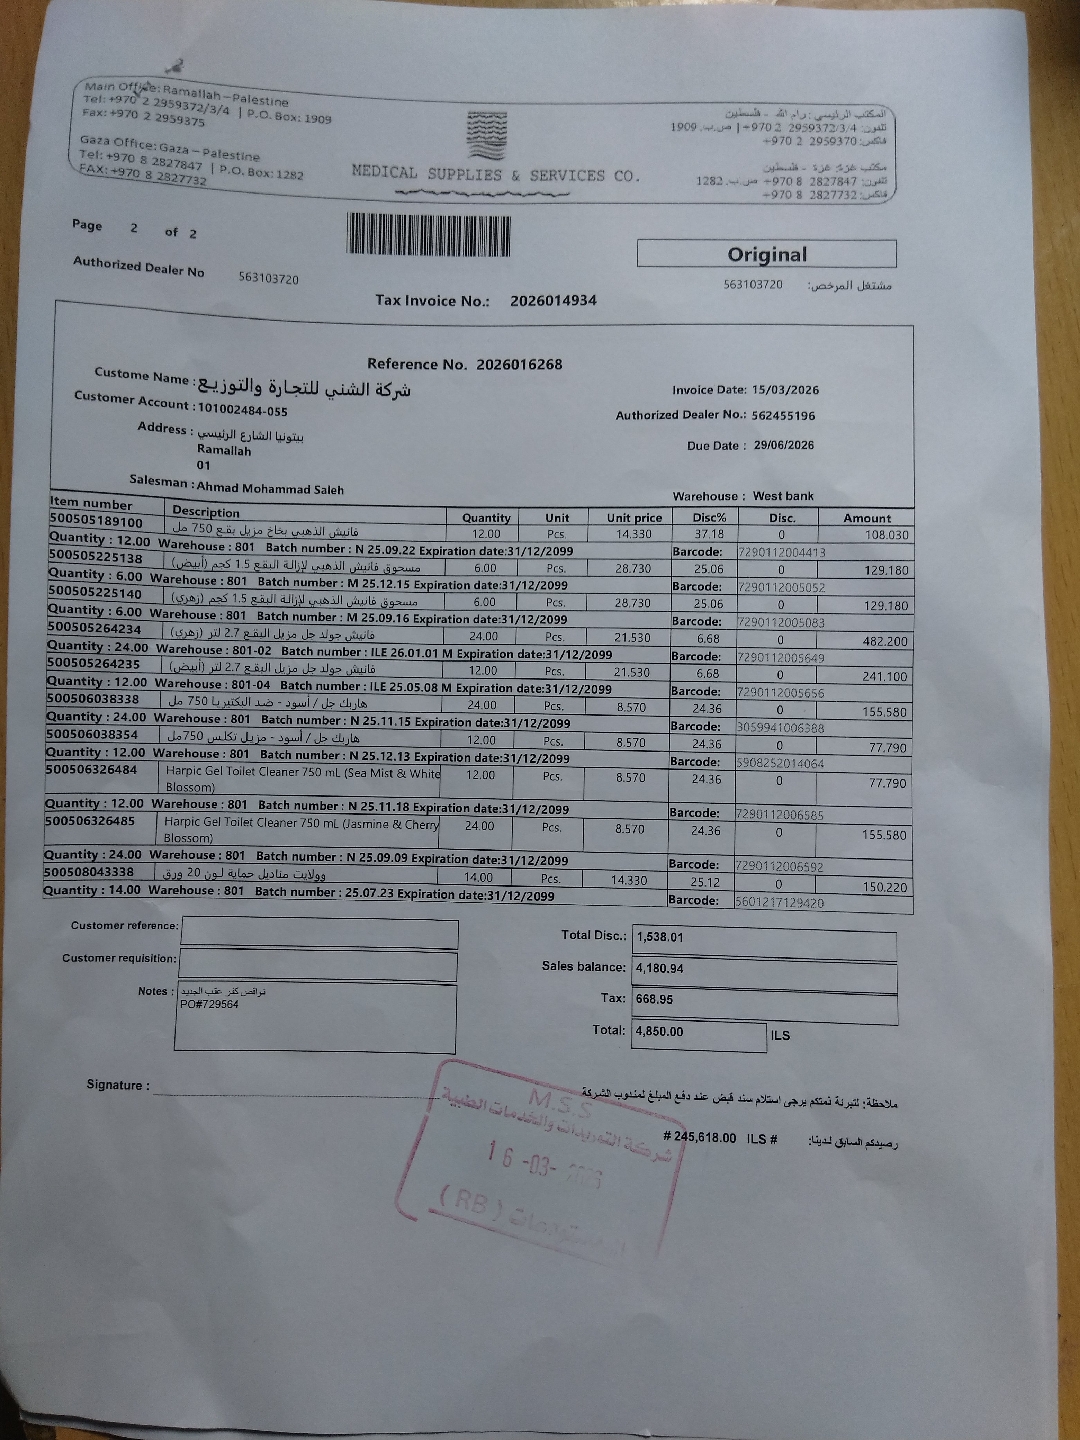 Main Office: Ramallah – Palestine
Tel: +970 2 2959372/3/4 | P.O. Box: 1909
Fax: +970 2 2959375
Gaza Office: Gaza – Palestine
Tel: +970 8 2827847 | P.O. Box: 1282
FAX: +970 8 2827732
MEDICAL SUPPLIES & SERVICES CO.
المكتب الرئيسي: رام الله - فلسطين
تلفون: 2959372/3/4 2 970+ | ص.ب. 1909
فاكس: 2959370 2 970+
مكتب غزة: غزة - فلسطين
تلفون: 2827847 8 970+ ص.ب. 1282
فاكس: 2827732 8 970+
Page 2 of 2
Original
Authorized Dealer No 563103720
مشتغل المرخص: 563103720
Tax Invoice No.: 2026014934
Reference No. 2026016268
Custome Name : شركة الشني للتجارة والتوزيع
Invoice Date: 15/03/2026
Customer Account : 101002484-055
Authorized Dealer No.: 562455196
Address : بيتونيا الشارع الرئيسي
Ramallah
01
Due Date : 29/06/2026
Salesman : Ahmad Mohammad Saleh
Warehouse : West bank
Item number Description Quantity Unit Unit price Disc% Disc. Amount
500505189100 فانيش الذهبي بخاخ مزيل بقع 750 مل 12.00 Pcs. 14.330 37.18 0 108.030
Quantity : 12.00 Warehouse : 801 Batch number : N 25.09.22 Expiration date:31/12/2099 Barcode: 7290112004413
500505225138 مسحوق فانيش الذهبي لإزالة البقع 1.5 كجم (أبيض) 6.00 Pcs. 28.730 25.06 0 129.180
Quantity : 6.00 Warehouse : 801 Batch number : M 25.12.15 Expiration date:31/12/2099 Barcode: 7290112005052
500505225140 مسحوق فانيش الذهبي لإزالة البقع 1.5 كجم (زهري) 6.00 Pcs. 28.730 25.06 0 129.180
Quantity : 6.00 Warehouse : 801 Batch number : M 25.09.16 Expiration date:31/12/2099 Barcode: 7290112005083
500505264234 فانيش جولد جل مزيل البقع 2.7 لتر (زهري) 24.00 Pcs. 21.530 6.68 0 482.200
Quantity : 24.00 Warehouse : 801-02 Batch number : ILE 26.01.01 M Expiration date:31/12/2099 Barcode: 7290112005649
500505264235 فانيش جولد جل مزيل البقع 2.7 لتر (أبيض) 12.00 Pcs. 21.530 6.68 0 241.100
Quantity : 12.00 Warehouse : 801-04 Batch number : ILE 25.05.08 M Expiration date:31/12/2099 Barcode: 7290112005656
500506038338 هاربك جل / أسود - ضد البكتيريا 750 مل 24.00 Pcs. 8.570 24.36 0 155.580
Quantity : 24.00 Warehouse : 801 Batch number : N 25.11.15 Expiration date:31/12/2099 Barcode: 3059941006388
500506038354 هاربك جل / أسود - مزيل تكلس 750مل 12.00 Pcs. 8.570 24.36 0 77.790
Quantity : 12.00 Warehouse : 801 Batch number : N 25.12.13 Expiration date:31/12/2099 Barcode: 5908252014064
500506326484 Harpic Gel Toilet Cleaner 750 mL (Sea Mist & White 12.00 Pcs. 8.570 24.36 0 77.790
Blossom)
Quantity : 12.00 Warehouse : 801 Batch number : N 25.11.18 Expiration date:31/12/2099 Barcode: 7290112006585
500506326485 Harpic Gel Toilet Cleaner 750 mL (Jasmine & Cherry 24.00 Pcs. 8.570 24.36 0 155.580
Blossom)
Quantity : 24.00 Warehouse : 801 Batch number : N 25.09.09 Expiration date:31/12/2099 Barcode: 7290112006592
500508043338 وولايت مناديل حماية لون 20 ورق 14.00 Pcs. 14.330 25.12 0 150.220
Quantity : 14.00 Warehouse : 801 Batch number : 25.07.23 Expiration date:31/12/2099 Barcode: 5601217129420
Customer reference:
Total Disc.: 1,538.01
Customer requisition:
Sales balance: 4,180.94
Notes : نواقص كفر عقب الجديد
PO#729564
Tax: 668.95
Total: 4,850.00 ILS
Signature :
ملاحظة: لتبرئة ذمتكم يرجى استلام سند قبض عند دفع المبلغ لمندوب الشركة
رصيدكم السابق لدينا: # 245,618.00 ILS #
M.S.S
شركة التوريدات والخدمات الطبية
16 -03- 2026
(RB)